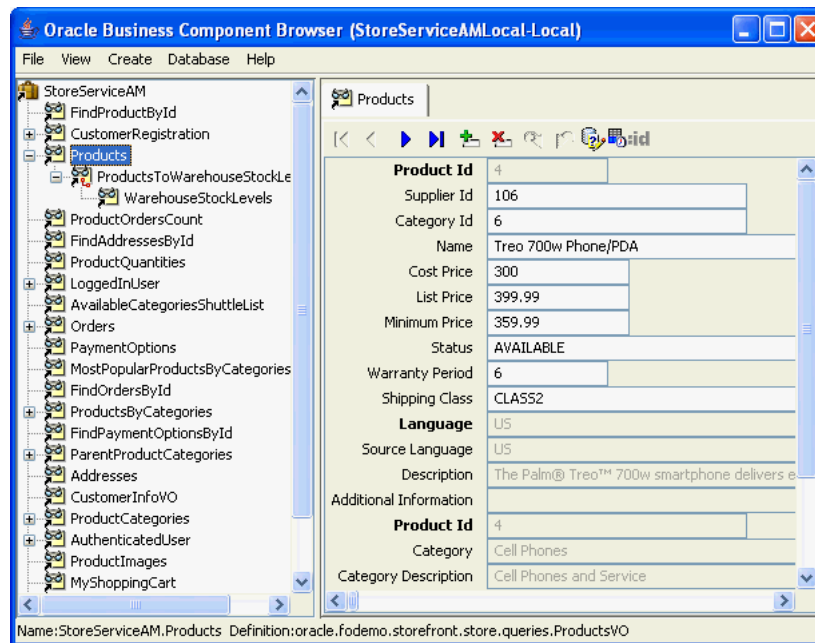 Oracle Business Component Browser (StoreServiceAMLocal-Local)
File View Create Database Help
StoreServiceAM
FindProductById
CustomerRegistration
Products
ProductsToWarehouseStockLe
WarehouseStockLevels
ProductOrdersCount
FindAddressesById
ProductQuantities
LoggedInUser
AvailableCategoriesShuttleList
Orders
PaymentOptions
MostPopularProductsByCategories
FindOrdersById
ProductsByCategories
FindPaymentOptionsById
ParentProductCategories
Addresses
CustomerInfoVO
ProductCategories
AuthenticatedUser
ProductImages
MyShoppingCart
Products
:id
Product Id 4
Supplier Id 106
Category Id 6
Name Treo 700w Phone/PDA
Cost Price 300
List Price 399.99
Minimum Price 359.99
Status AVAILABLE
Warranty Period 6
Shipping Class CLASS2
Language US
Source Language US
Description The Palm® Treo™ 700w smartphone delivers e
Additional Information
Product Id 4
Category Cell Phones
Category Description Cell Phones and Service
Name:StoreServiceAM.Products Definition:oracle.fodemo.storefront.store.queries.ProductsVO